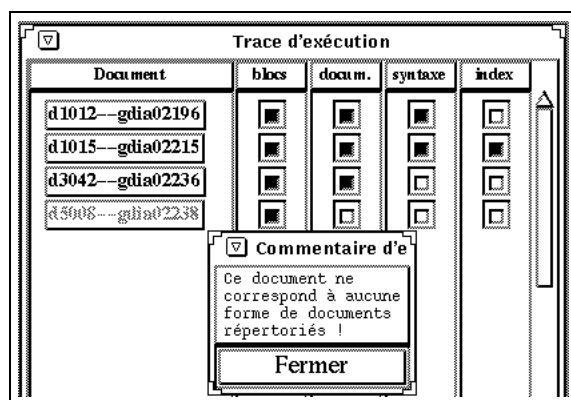 Trace d'exécution
Document blocs docum. syntaxe index
d1012--gdia02196
d1015--gdia02215
d3042--gdia02236
d5008--gdia02238
Commentaire d'e
Ce document ne
correspond à aucune
forme de documents
répertoriés !
Fermer